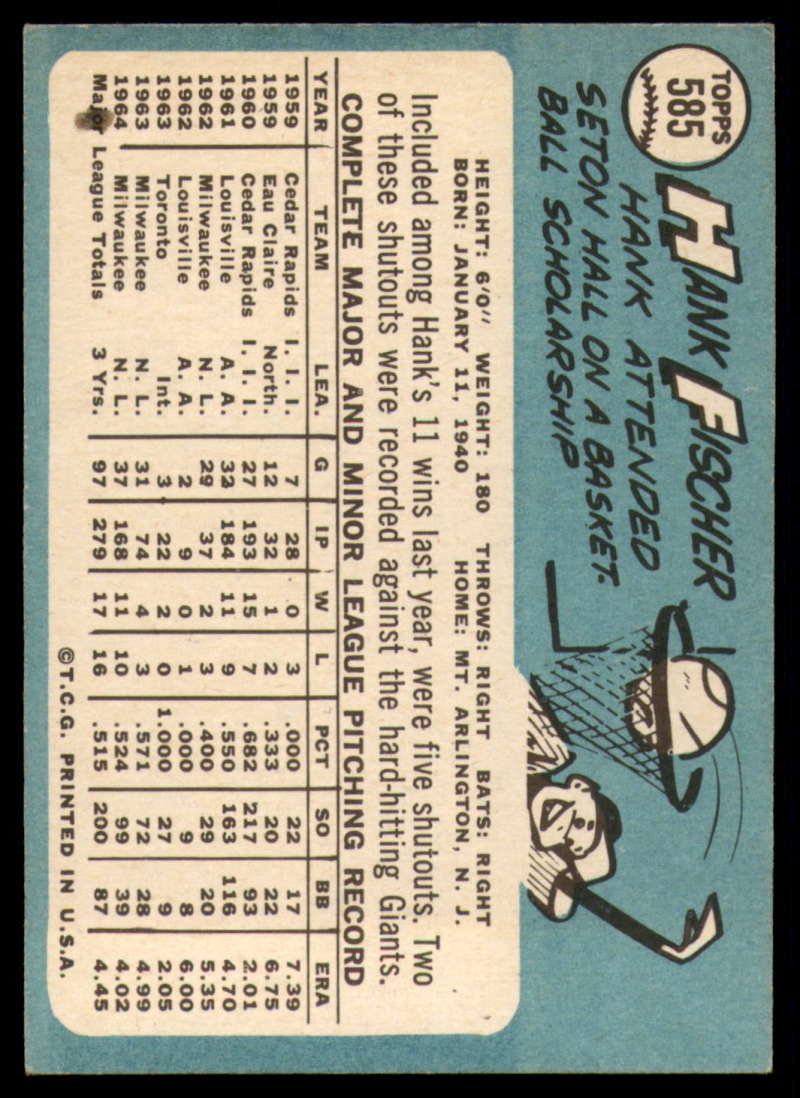 TOPPS
585
HANK FISCHER
HANK ATTENDED
SETON HALL ON A BASKET-
BALL SCHOLARSHIP
HEIGHT: 6'0" WEIGHT: 180 THROWS: RIGHT BATS: RIGHT
BORN: JANUARY 11, 1940 HOME: MT. ARLINGTON, N. J.
Included among Hank's 11 wins last year, were five shutouts. Two
of these shutouts were recorded against the hard-hitting Giants.
COMPLETE MAJOR AND MINOR LEAGUE PITCHING RECORD
YEAR TEAM LEA. G IP W L PCT SO BB ERA
1959 Cedar Rapids I. I. I. 7 28 0 3 .000 22 17 7.39
1959 Eau Claire North. 12 32 1 2 .333 20 22 6.75
1960 Cedar Rapids I. I. I. 27 193 15 7 .682 217 93 2.01
1961 Louisville A. A. 32 184 11 9 .550 163 116 4.70
1962 Milwaukee N. L. 29 37 2 3 .400 29 20 5.35
1962 Louisville A. A. 2 9 0 1 .000 9 8 6.00
1963 Toronto Int. 3 22 2 0 1.000 27 9 2.05
1963 Milwaukee N. L. 31 74 4 3 .571 72 28 4.99
1964 Milwaukee N. L. 37 168 11 10 .524 99 39 4.02
Major League Totals 3 Yrs. 97 279 17 16 .515 200 87 4.45
©T.C.G. PRINTED IN U.S.A.